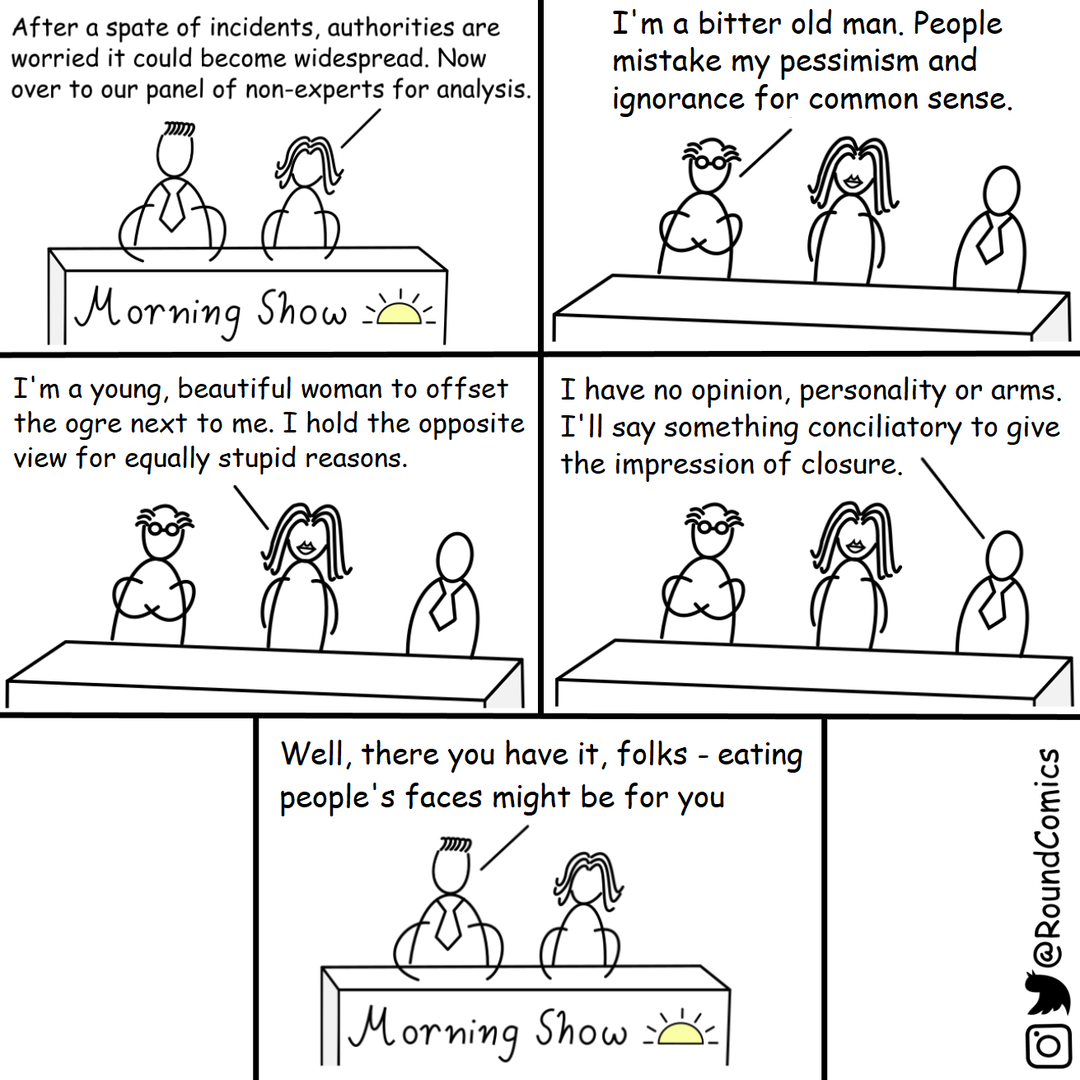 After a spate of incidents, authorities are
worried it could become widespread. Now
over to our panel of non-experts for analysis.
Morning Show
I'm a bitter old man. People
mistake my pessimism and
ignorance for common sense.
I'm a young, beautiful woman to offset
the ogre next to me. I hold the opposite
view for equally stupid reasons.
I have no opinion, personality or arms.
I'll say something conciliatory to give
the impression of closure.
Well, there you have it, folks - eating
people's faces might be for you
Morning Show
@RoundComics